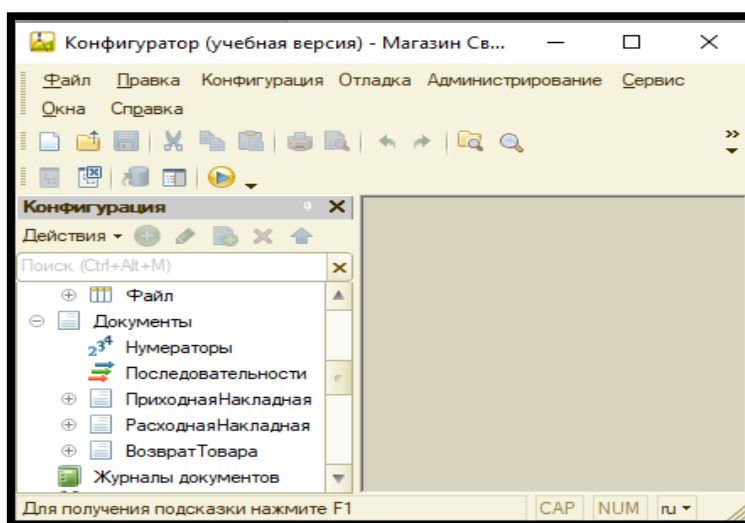 Конфигуратор (учебная версия) - Магазин Св...
Файл Правка Конфигурация Отладка Администрирование Сервис
Окна Справка
Конфигурация
Действия
Поиск (Ctrl+Alt+M)
Файл
Документы
Нумераторы
Последовательности
ПриходнаяНакладная
РасходнаяНакладная
ВозвратТовара
Журналы документов
Для получения подсказки нажмите F1 CAP NUM ru